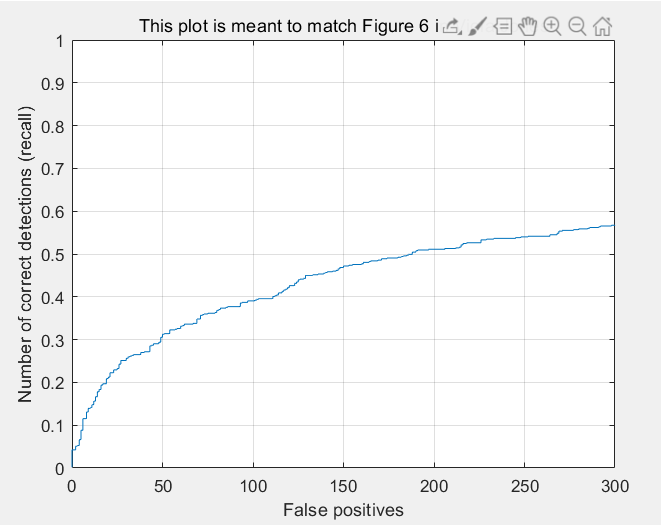 This plot is meant to match Figure 6 i
1
0.9
0.8
0.7
0.6
0.5
0.4
0.3
0.2
0.1
0
Number of correct detections (recall)
0 50 100 150 200 250 300
False positives